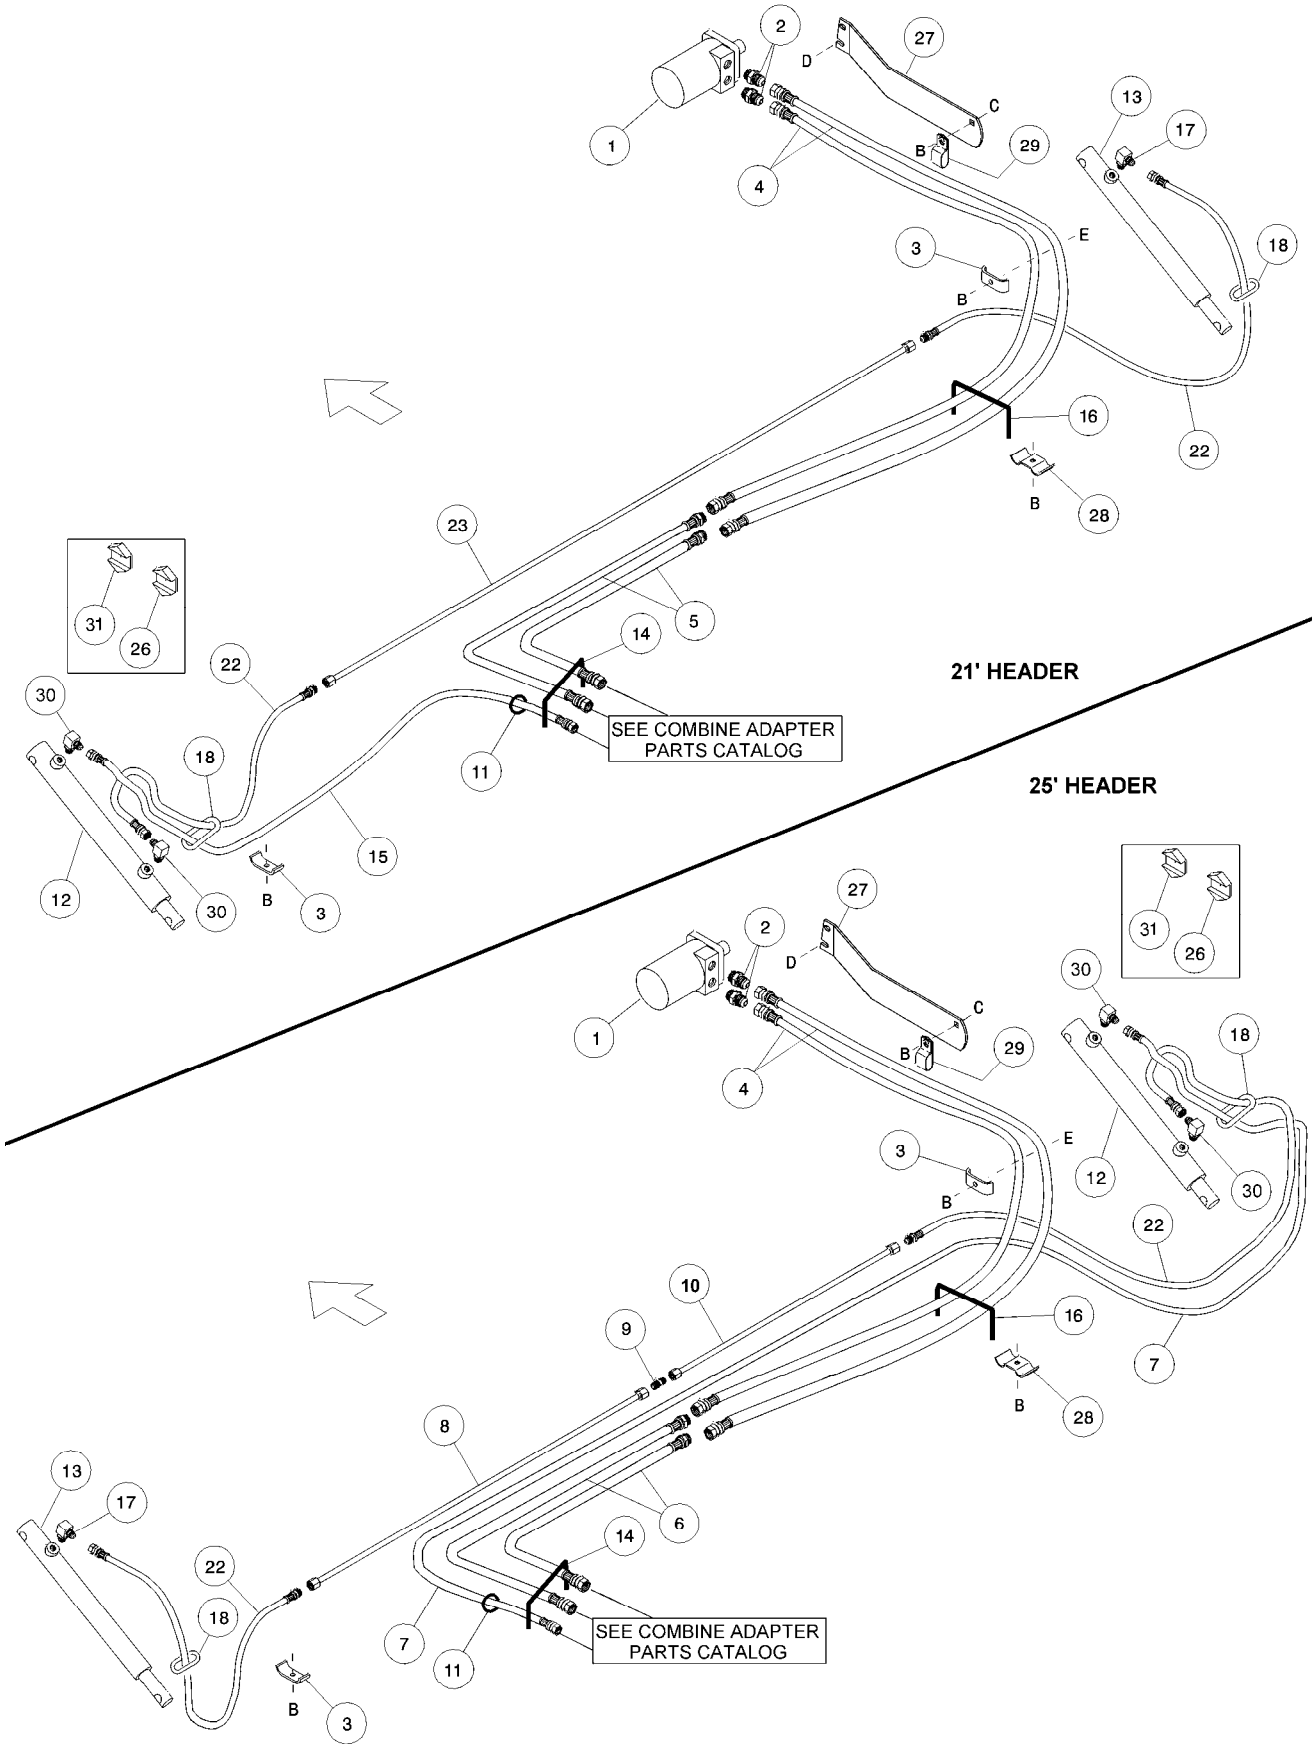 2
27
D
13
C
1
B
29
17
4
3
E
18
B
16
22
B
28
23
31
26
5
14
22
21' HEADER
30
SEE COMBINE ADAPTER
PARTS CATALOG
18
11
25' HEADER
15
12
B
30
3
27
2
31
26
D
30
C
1
B
29
18
4
3
E
12
30
B
22
10
16
9
7
B
28
8
13
17
6
14
22
18
7
SEE COMBINE ADAPTER
PARTS CATALOG
11
B
3